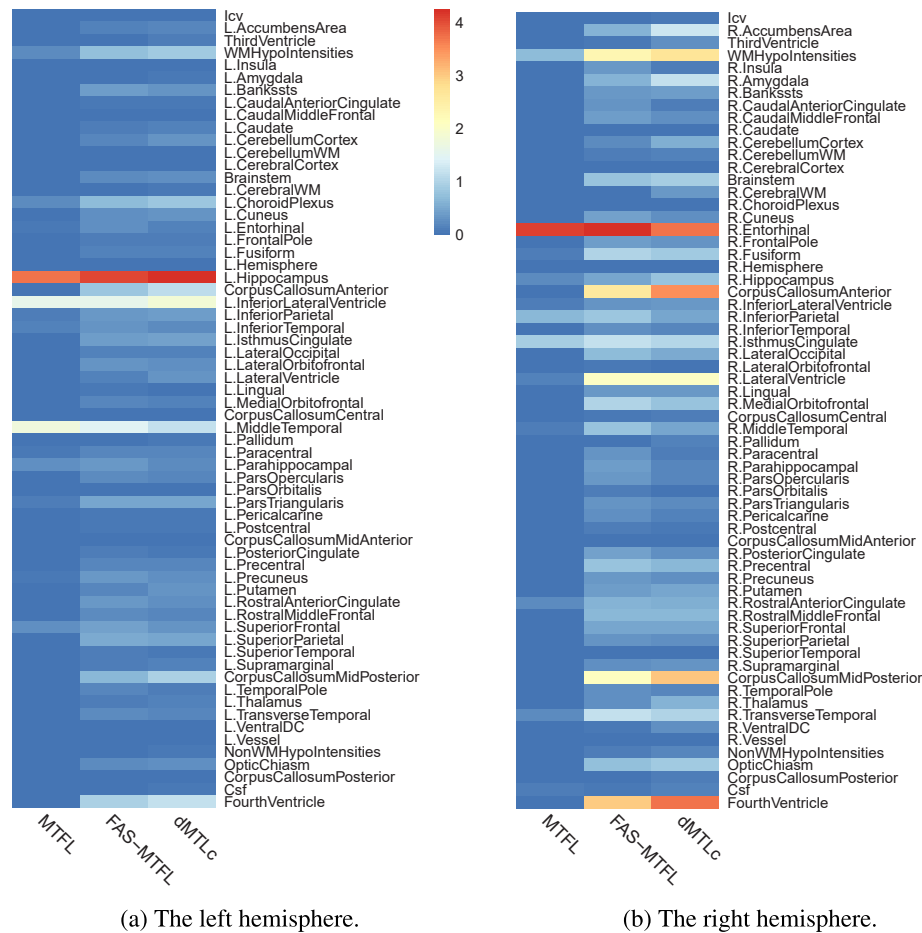 Icv
L.AccumbensArea
ThirdVentricle
WMHypoIntensities
L.Insula
L.Amygdala
L.Bankssts
L.CaudalAnteriorCingulate
L.CaudalMiddleFrontal
L.Caudate
L.CerebellumCortex
L.CerebellumWM
L.CerebralCortex
Brainstem
L.CerebralWM
L.ChoroidPlexus
L.Cuneus
L.Entorhinal
L.FrontalPole
L.Fusiform
L.Hemisphere
L.Hippocampus
CorpusCallosumAnterior
L.InferiorLateralVentricle
L.InferiorParietal
L.InferiorTemporal
L.IsthmusCingulate
L.LateralOccipital
L.LateralOrbitofrontal
L.LateralVentricle
L.Lingual
L.MedialOrbitofrontal
CorpusCallosumCentral
L.MiddleTemporal
L.Pallidum
L.Paracentral
L.Parahippocampal
L.ParsOpercularis
L.ParsOrbitalis
L.ParsTriangularis
L.Pericalcarine
L.Postcentral
CorpusCallosumMidAnterior
L.PosteriorCingulate
L.Precentral
L.Precuneus
L.Putamen
L.RostralAnteriorCingulate
L.RostralMiddleFrontal
L.SuperiorFrontal
L.SuperiorParietal
L.SuperiorTemporal
L.Supramarginal
CorpusCallosumMidPosterior
L.TemporalPole
L.Thalamus
L.TransverseTemporal
L.VentralDC
L.Vessel
NonWMHypoIntensities
OpticChiasm
CorpusCallosumPosterior
Csf
FourthVentricle
MTFL
FAS-MTFL
dMTLc
(a) The left hemisphere.
4
3
2
1
0
Icv
R.AccumbensArea
ThirdVentricle
WMHypoIntensities
R.Insula
R.Amygdala
R.Bankssts
R.CaudalAnteriorCingulate
R.CaudalMiddleFrontal
R.Caudate
R.CerebellumCortex
R.CerebellumWM
R.CerebralCortex
Brainstem
R.CerebralWM
R.ChoroidPlexus
R.Cuneus
R.Entorhinal
R.FrontalPole
R.Fusiform
R.Hemisphere
R.Hippocampus
CorpusCallosumAnterior
R.InferiorLateralVentricle
R.InferiorParietal
R.InferiorTemporal
R.IsthmusCingulate
R.LateralOccipital
R.LateralOrbitofrontal
R.LateralVentricle
R.Lingual
R.MedialOrbitofrontal
CorpusCallosumCentral
R.MiddleTemporal
R.Pallidum
R.Paracentral
R.Parahippocampal
R.ParsOpercularis
R.ParsOrbitalis
R.ParsTriangularis
R.Pericalcarine
R.Postcentral
CorpusCallosumMidAnterior
R.PosteriorCingulate
R.Precentral
R.Precuneus
R.Putamen
R.RostralAnteriorCingulate
R.RostralMiddleFrontal
R.SuperiorFrontal
R.SuperiorParietal
R.SuperiorTemporal
R.Supramarginal
CorpusCallosumMidPosterior
R.TemporalPole
R.Thalamus
R.TransverseTemporal
R.VentralDC
R.Vessel
NonWMHypoIntensities
OpticChiasm
CorpusCallosumPosterior
Csf
FourthVentricle
MTFL
FAS-MTFL
dMTLc
(b) The right hemisphere.